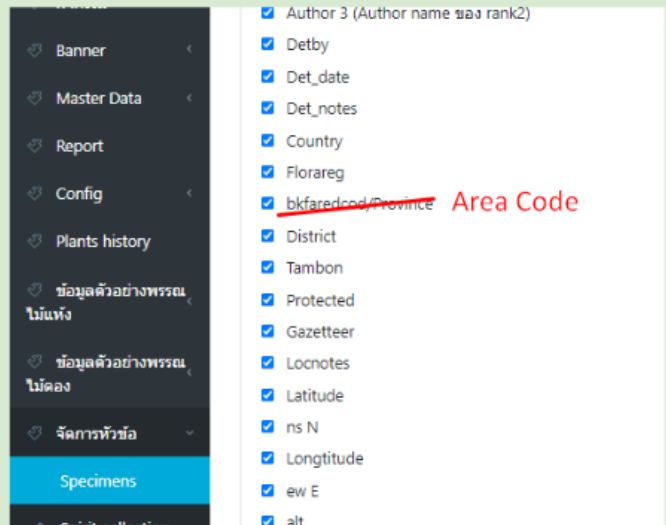 Banner
Master Data
Report
Config
Plants history
ข้อมูลตัวอย่างพรรณ
ไม้แห้ง
ข้อมูลตัวอย่างพรรณ
ไม้ดอง
จัดการหัวข้อ
Specimens
Author 3 (Author name ของ rank2)
Detby
Det_date
Det_notes
Country
Florareg
bkfaredcod/Province Area Code
District
Tambon
Protected
Gazetteer
Locnotes
Latitude
ns N
Longtitude
ew E
alt